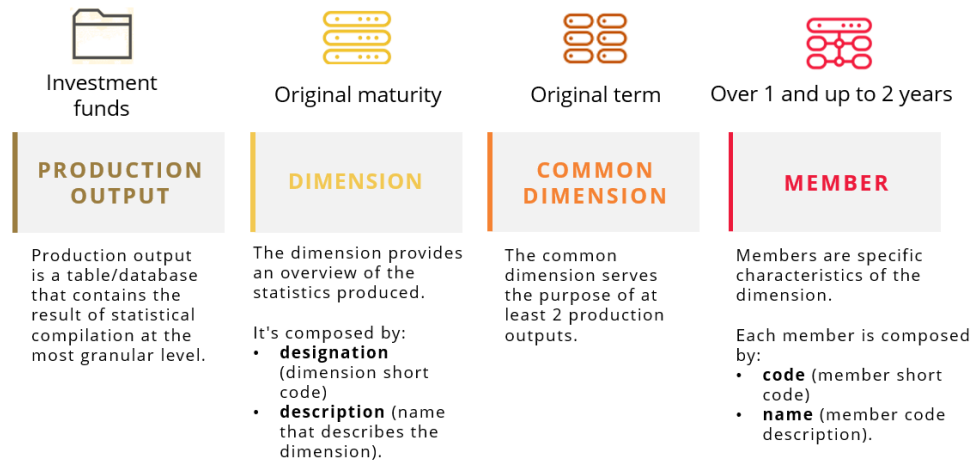 Investment
funds
Original maturity
Original term
Over 1 and up to 2 years
PRODUCTION
OUTPUT
DIMENSION
COMMON
DIMENSION
MEMBER
Production output
is a table/database
that contains the
result of statistical
compilation at the
most granular level.
The dimension provides
an overview of the
statistics produced.
It's composed by:
• designation
(dimension short
code)
• description (name
that describes the
dimension).
The common
dimension serves
the purpose of at
least 2 production
outputs.
Members are specific
characteristics of the
dimension.
Each member is composed
by:
• code (member short
code)
• name (member code
description).